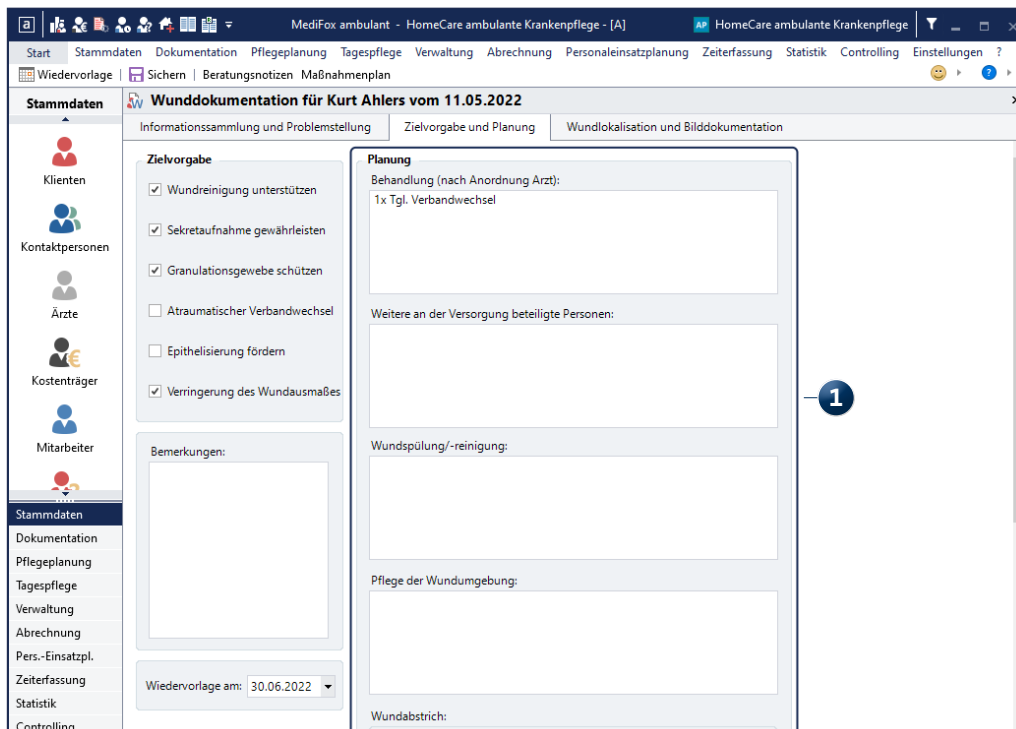 a MediFox ambulant - HomeCare ambulante Krankenpflege - [A] AP HomeCare ambulante Krankenpflege
Start Stammdaten Dokumentation Pflegeplanung Tagespflege Verwaltung Abrechnung Personaleinsatzplanung Zeiterfassung Statistik Controlling Einstellungen ?
Wiedervorlage Sichern Beratungsnotizen Maßnahmenplan ?
Stammdaten
Klienten
Kontaktpersonen
Ärzte
Kostenträger
Mitarbeiter
Stammdaten
Dokumentation
Pflegeplanung
Tagespflege
Verwaltung
Abrechnung
Pers.-Einsatzpl.
Zeiterfassung
Statistik
Controlling
Wunddokumentation für Kurt Ahlers vom 11.05.2022
Informationssammlung und Problemstellung Zielvorgabe und Planung Wundlokalisation und Bilddokumentation
Zielvorgabe
Wundreinigung unterstützen
Sekretaufnahme gewährleisten
Granulationsgewebe schützen
Atraumatischer Verbandwechsel
Epithelisierung fördern
Verringerung des Wundausmaßes
Bemerkungen:
Wiedervorlage am: 30.06.2022
Planung
Behandlung (nach Anordnung Arzt):
1x Tgl. Verbandwechsel
Weitere an der Versorgung beteiligte Personen:
Wundspülung/-reinigung:
Pflege der Wundumgebung:
Wundabstrich:
1